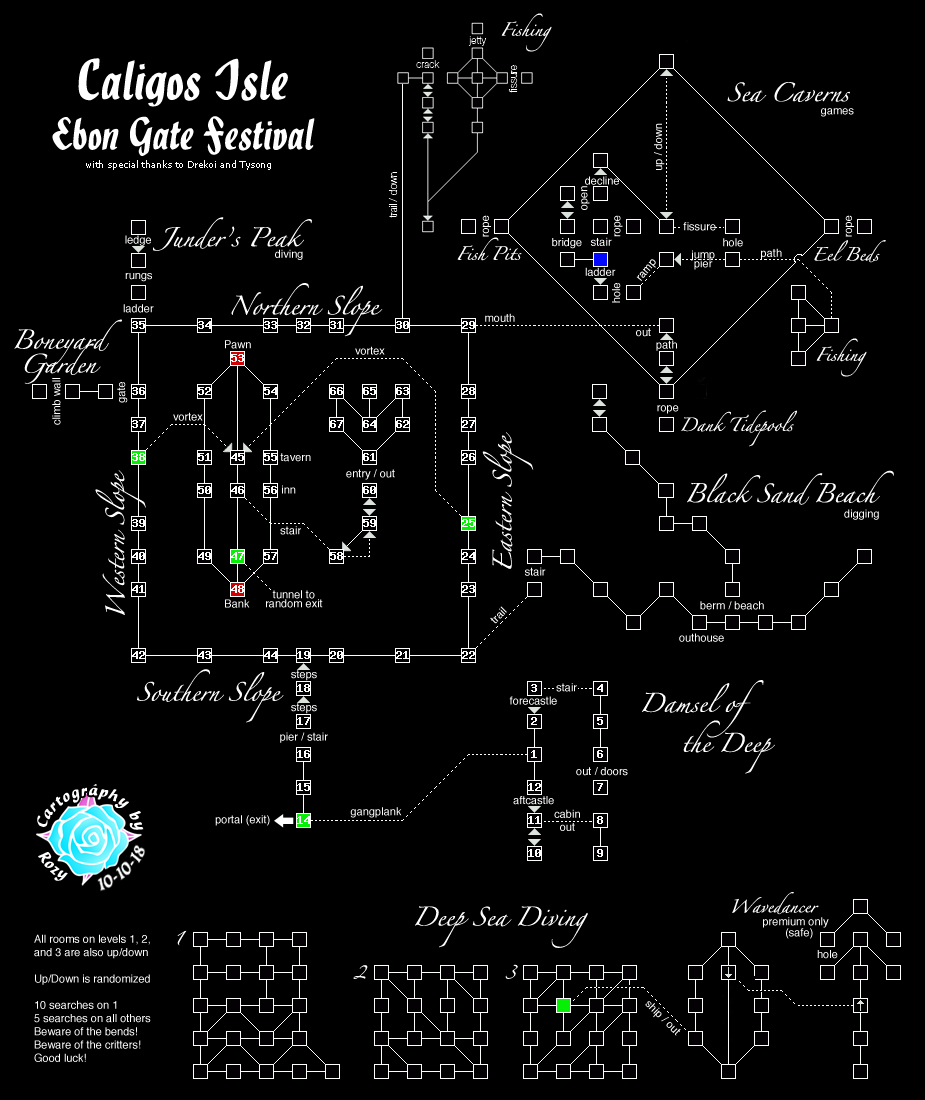 Caligos Isle
Ebon Gate Festival
with special thanks to Drekoi and Tysong
Fishing
jetty
crack
fissure
trail / down
Sea Caverns
games
up / down
decline
open
bridge
stair
rope
rope
rope
fissure
hole
Fish Pits
ladder
hole
ramp
jump
pier
path
Eel Beds
Fishing
out
path
rope
Dank Tidepools
Junder's Peak
diving
ledge
rungs
ladder
Northern Slope
35 34 33 32 31 30 29
mouth
Boneyard
Garden
climb wall
gate
Pawn
53
vortex
36 52 54 66 65 63 28
37 67 64 62 27
vortex
38 51 45 55 61 26
tavern
entry / out
50 46 56 60
inn
39 59 25
stair
40 49 47 57 58 24
41 48 23
Bank
tunnel to
random exit
Western Slope
Eastern Slope
42 43 44 19 20 21 22
trail
Black Sand Beach
digging
stair
berm / beach
outhouse
Southern Slope
steps
18
steps
17
pier / stair
16
15
portal (exit)
14
gangplank
Damsel of
the Deep
3 stair 4
forecastle
2 5
1 6
out / doors
12 7
aftcastle
11 cabin 8
out
10 9
Cartography by
Rozy 10-10-18
Deep Sea Diving
Wavedancer
premium only
(safe)
hole
All rooms on levels 1, 2,
and 3 are also up/down
Up/Down is randomized
10 searches on 1
5 searches on all others
Beware of the bends!
Beware of the critters!
Good luck!
1
2
3
ship / out